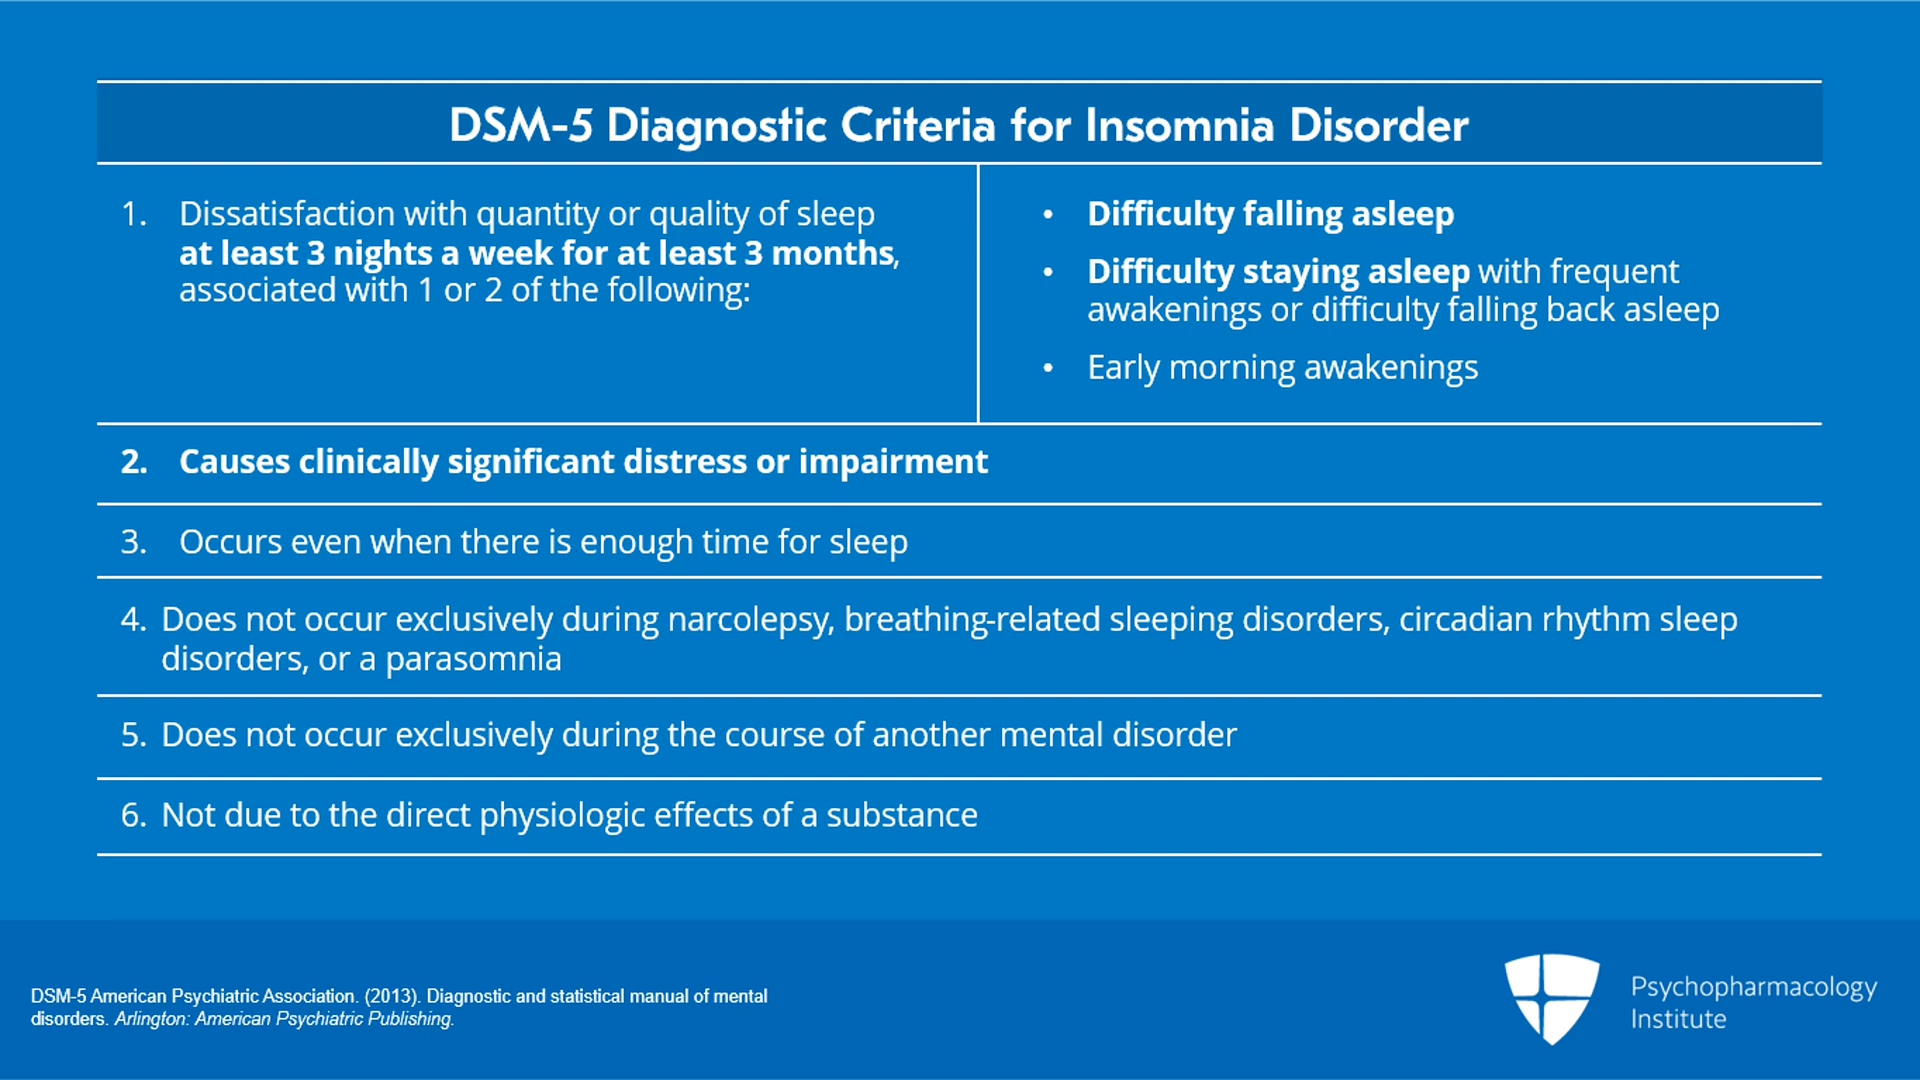 DSM-5 Diagnostic Criteria for Insomnia Disorder
1. Dissatisfaction with quantity or quality of sleep
at least 3 nights a week for at least 3 months,
associated with 1 or 2 of the following:
• Difficulty falling asleep
• Difficulty staying asleep with frequent
awakenings or difficulty falling back asleep
• Early morning awakenings
2. Causes clinically significant distress or impairment
3. Occurs even when there is enough time for sleep
4. Does not occur exclusively during narcolepsy, breathing-related sleeping disorders, circadian rhythm sleep
disorders, or a parasomnia
5. Does not occur exclusively during the course of another mental disorder
6. Not due to the direct physiologic effects of a substance
DSM-5 American Psychiatric Association. (2013). Diagnostic and statistical manual of mental
disorders. Arlington: American Psychiatric Publishing.
Psychopharmacology
Institute